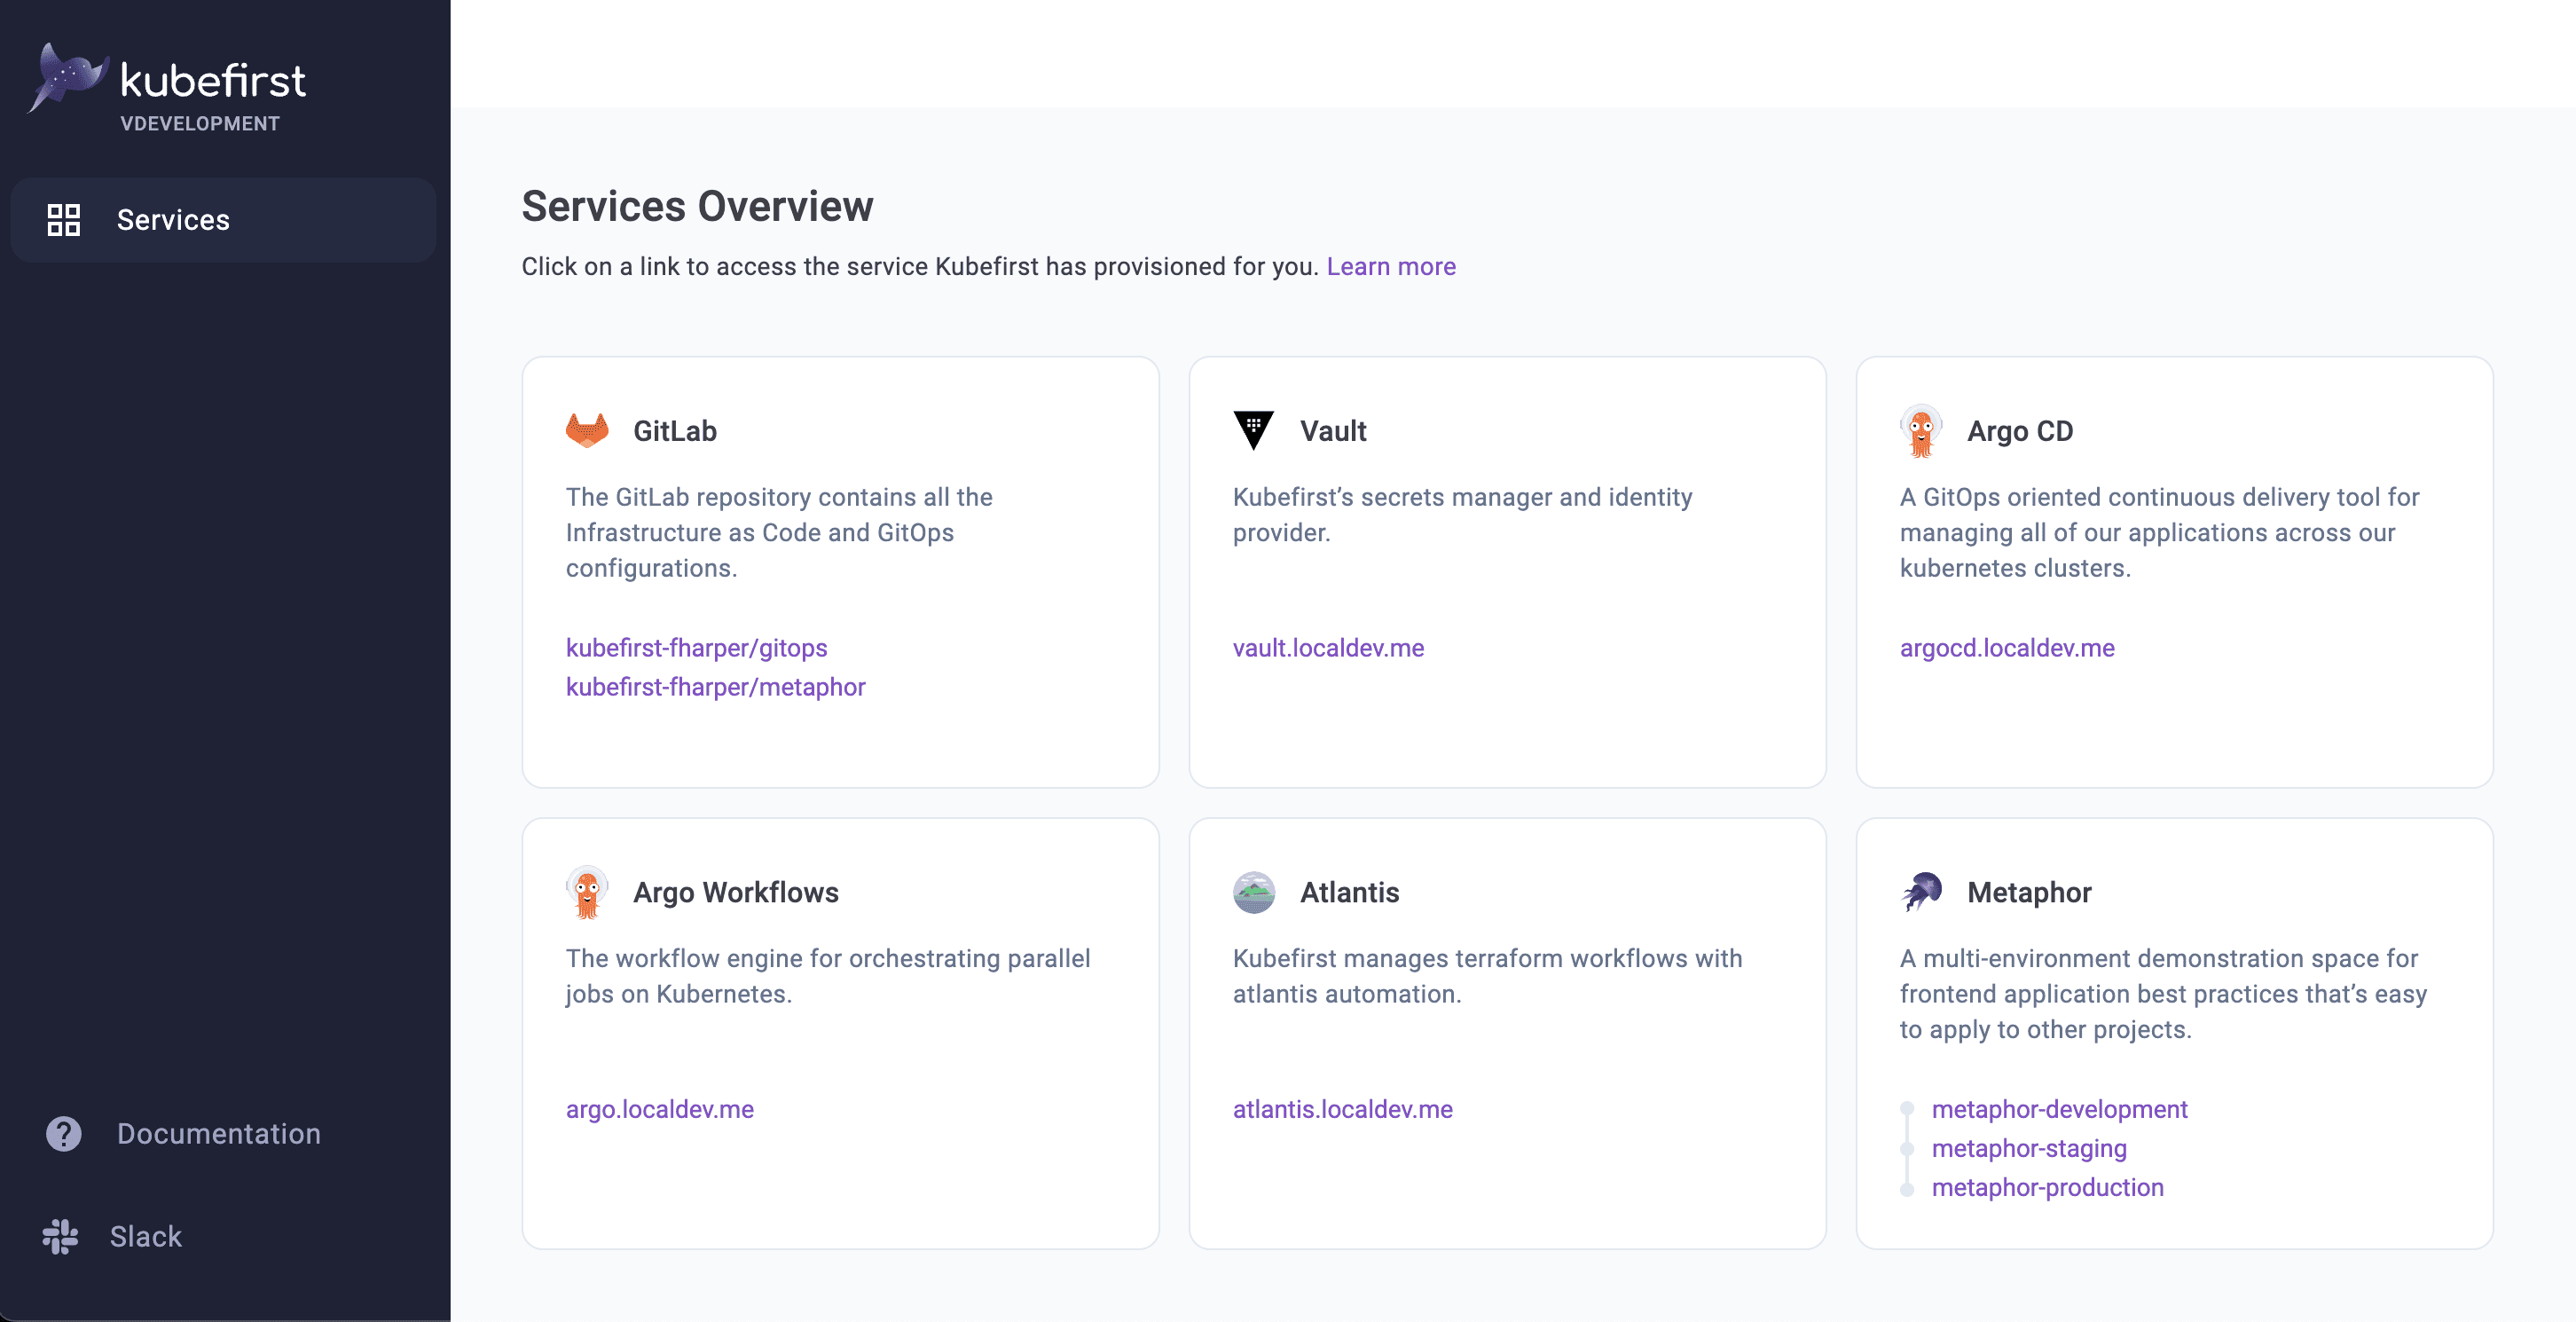 kubefirst
VDEVELOPMENT
Services
Documentation
Slack
Services Overview
Click on a link to access the service Kubefirst has provisioned for you. Learn more
GitLab
The GitLab repository contains all the
Infrastructure as Code and GitOps
configurations.
kubefirst-fharper/gitops
kubefirst-fharper/metaphor
Vault
Kubefirst’s secrets manager and identity
provider.
vault.localdev.me
Argo CD
A GitOps oriented continuous delivery tool for
managing all of our applications across our
kubernetes clusters.
argocd.localdev.me
Argo Workflows
The workflow engine for orchestrating parallel
jobs on Kubernetes.
argo.localdev.me
Atlantis
Kubefirst manages terraform workflows with
atlantis automation.
atlantis.localdev.me
Metaphor
A multi-environment demonstration space for
frontend application best practices that’s easy
to apply to other projects.
metaphor-development
metaphor-staging
metaphor-production